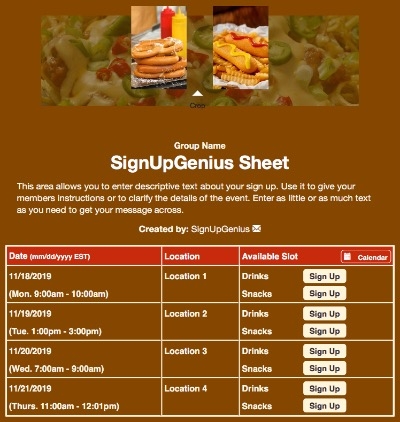 Crop
Group Name
SignUpGenius Sheet
This area allows you to enter descriptive text about your sign up. Use it to give your
members instructions or to clarify the details of the event. Enter as little or as much text
as you need to get your message across.
Created by: SignUpGenius
Date (mm/dd/yyyy EST) Location Available Slot Calendar
11/18/2019 Location 1 Drinks Sign Up
(Mon. 9:00am - 10:00am) Snacks Sign Up
11/19/2019 Location 2 Drinks Sign Up
(Tue. 1:00pm - 3:00pm) Snacks Sign Up
11/20/2019 Location 3 Drinks Sign Up
(Wed. 7:00am - 9:00am) Snacks Sign Up
11/21/2019 Location 4 Drinks Sign Up
(Thurs. 11:00am - 12:01pm) Snacks Sign Up